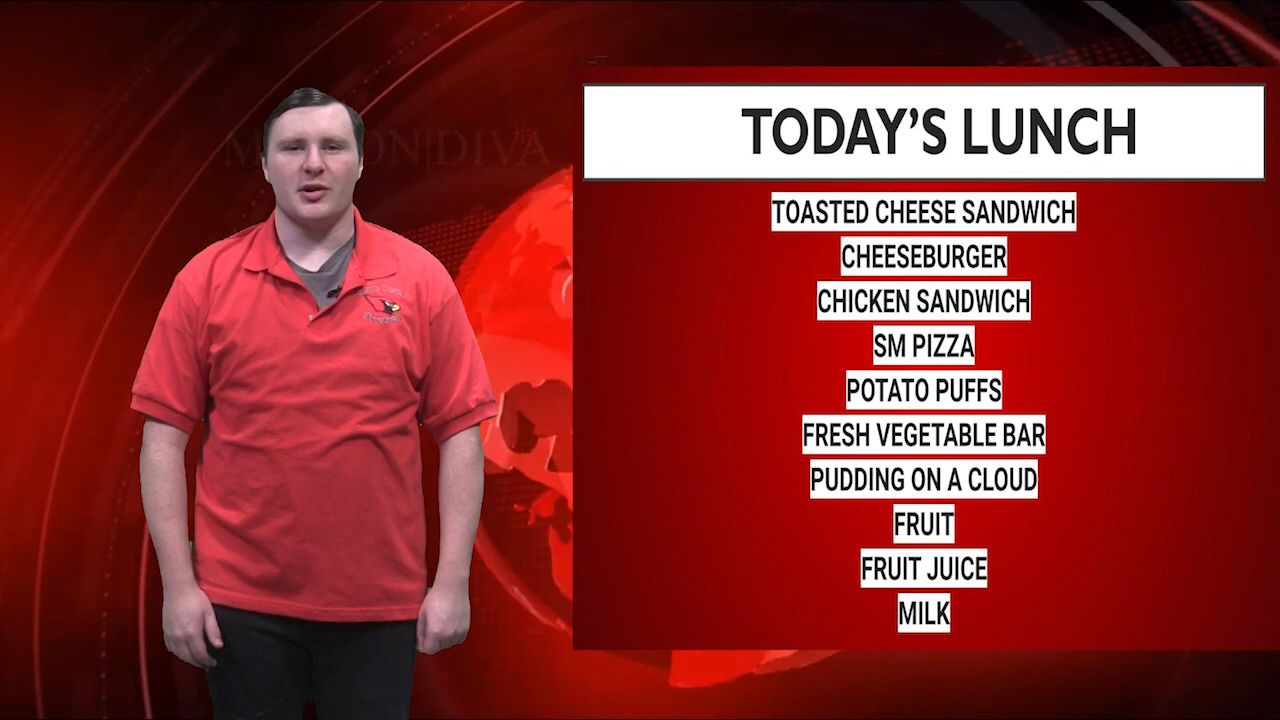 TODAY'S LUNCH
TOASTED CHEESE SANDWICH
CHEESEBURGER
CHICKEN SANDWICH
SM PIZZA
POTATO PUFFS
FRESH VEGETABLE BAR
PUDDING ON A CLOUD
FRUIT
FRUIT JUICE
MILK